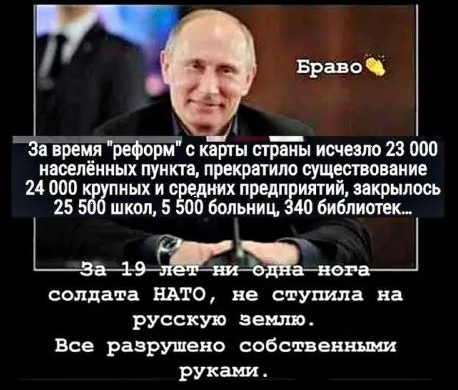 Браво👏
За время "реформ" с карты страны исчезло 23 000
населённых пункта, прекратило существование
24 000 крупных и средних предприятий, закрылось
25 500 школ, 5 500 больниц, 340 библиотек...
За 19 лет ни одна нога
солдата НАТО, не ступила на
русскую землю.
Все разрушено собственными
руками.